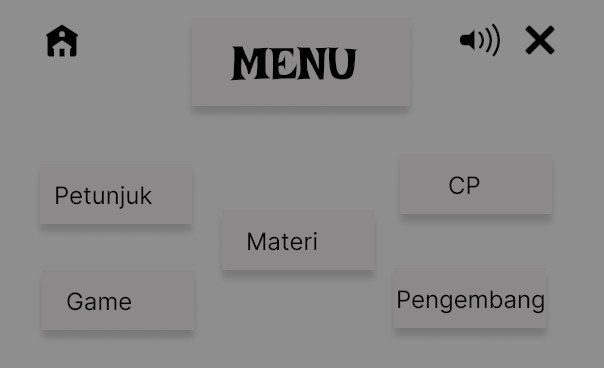 MENU
Petunjuk
CP
Materi
Game
Pengembang